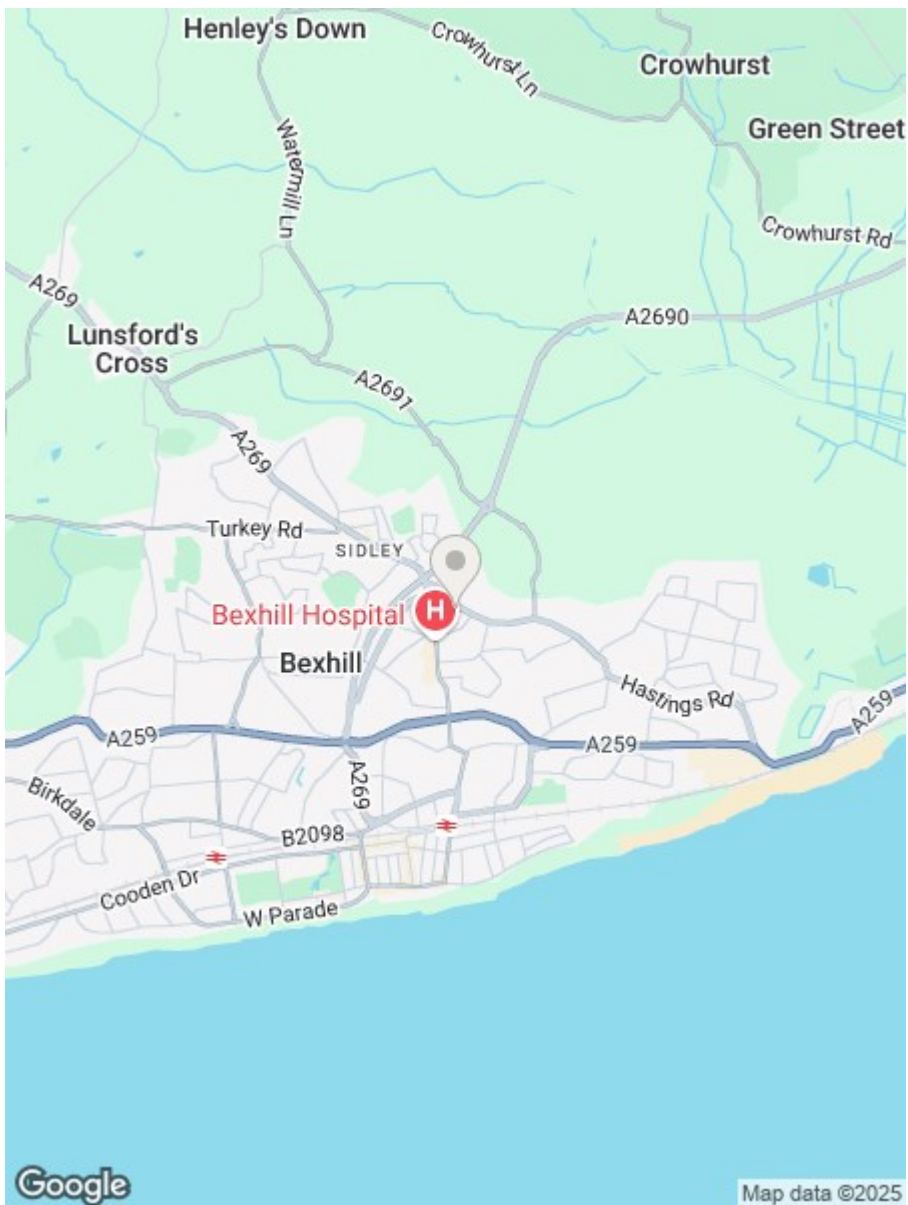 Henley's Down
Crowhurst Ln
Crowhurst
Green Street
Watermill Ln
Crowhurst Rd
A269
A2690
Lunsford's
Cross
A2691
A269
Turkey Rd
SIDLEY
Bexhill Hospital
H
Bexhill
Hastings Rd
A259
A259
A259
A269
Birkdale
B2098
Cooden Dr
W Parade
Google
Map data ©2025